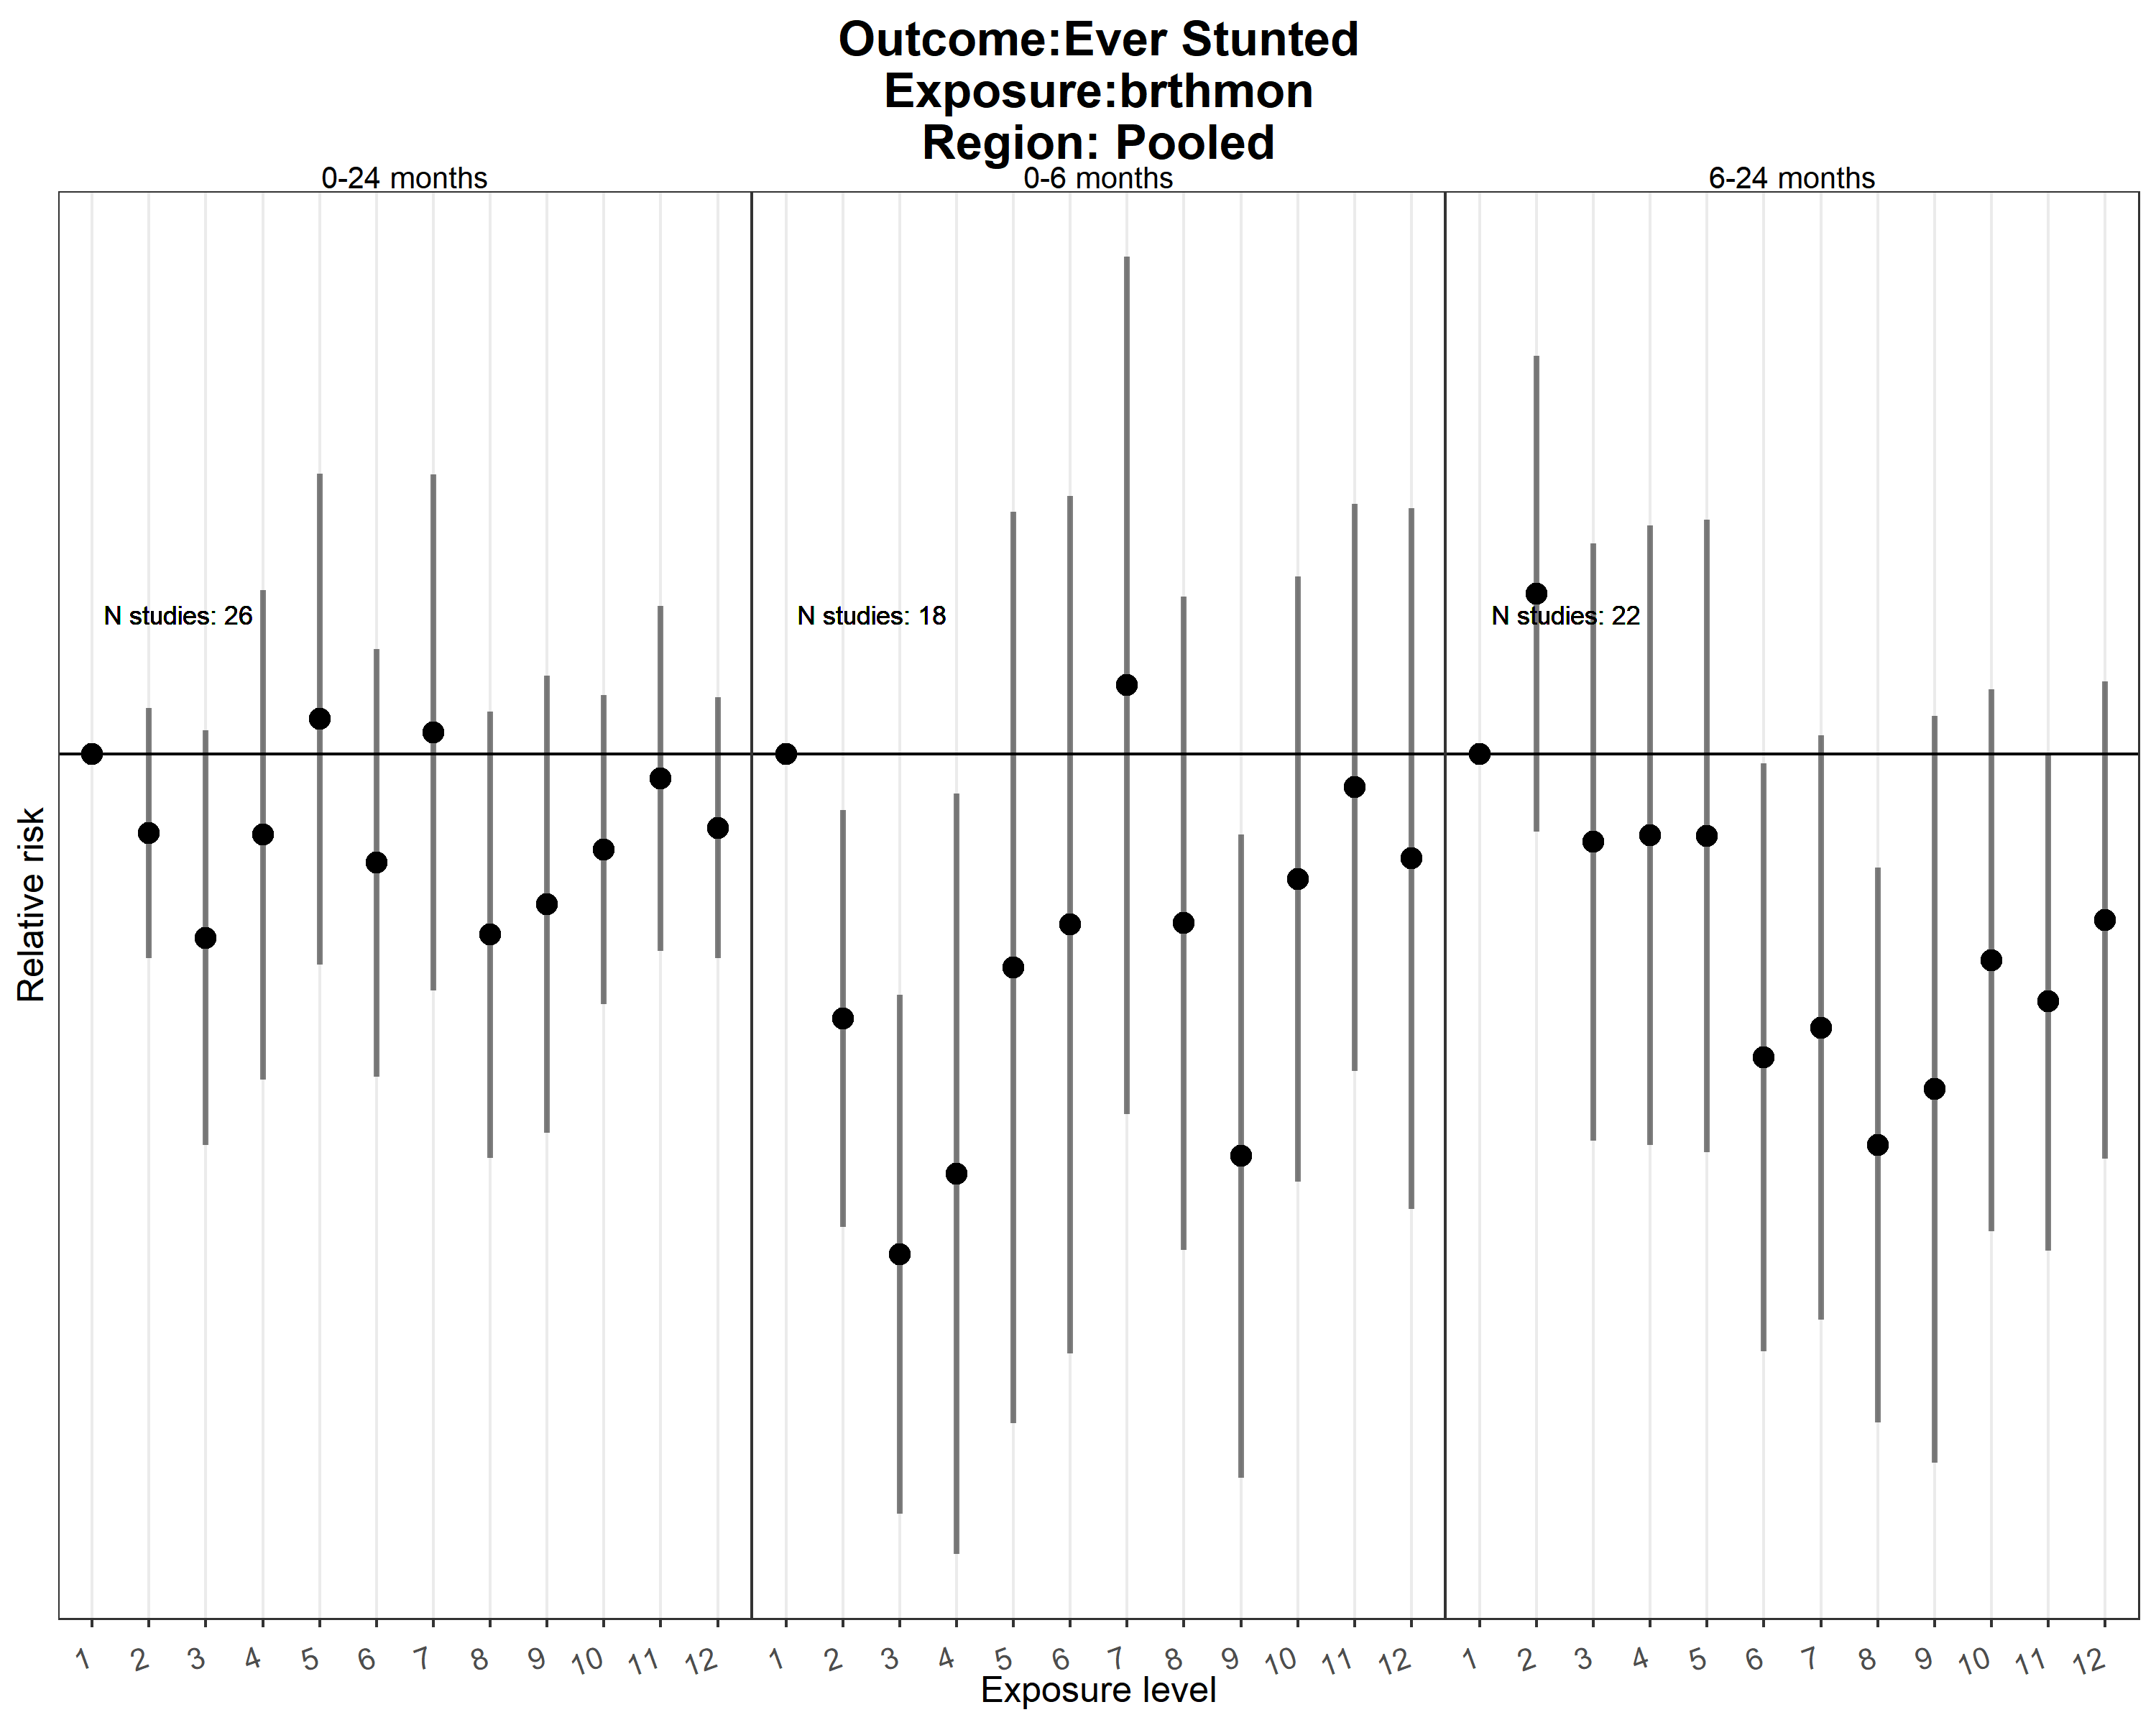 Outcome:Ever Stunted
Exposure:brthmon
Region: Pooled
0-24 months 0-6 months 6-24 months
N studies: 26 N studies: 18 N studies: 22
Relative risk
1 2 3 4 5 6 7 8 9 10 11 12 1 2 3 4 5 6 7 8 9 10 11 12 1 2 3 4 5 6 7 8 9 10 11 12
Exposure level